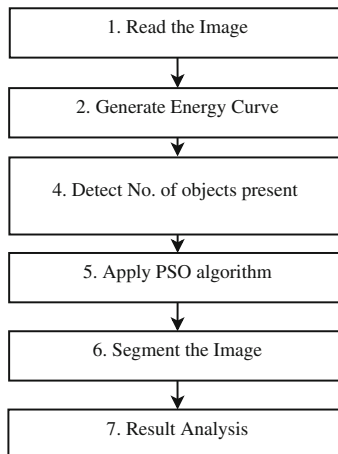 1. Read the Image
2. Generate Energy Curve
4. Detect No. of objects present
5. Apply PSO algorithm
6. Segment the Image
7. Result Analysis